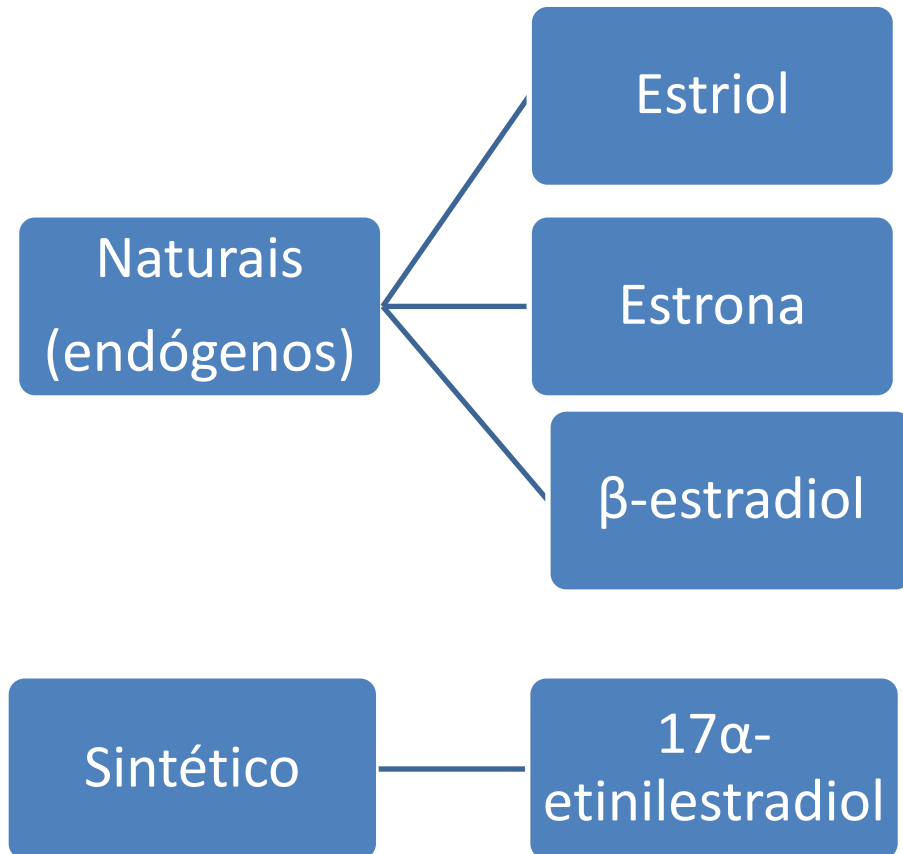 Estriol
Naturais
(endógenos)
Estrona
β-estradiol
Sintético
17α-
etinilestradiol